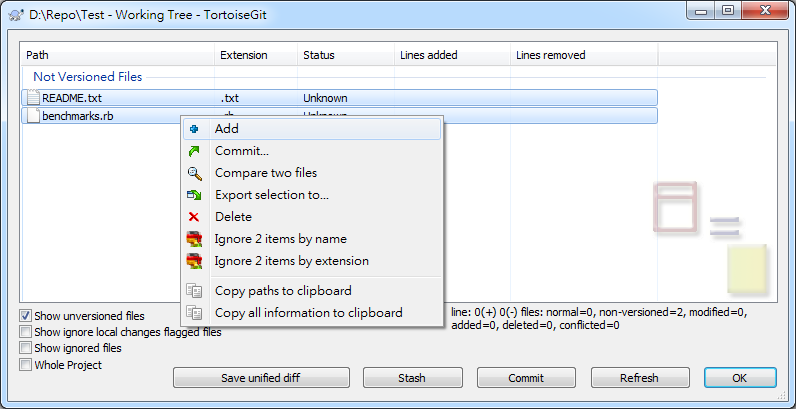 D:\Repo\Test - Working Tree - TortoiseGit
Path Extension Status Lines added Lines removed
Not Versioned Files
README.txt .txt Unknown
benchmarks.rb .rb Unknown
Add
Commit...
Compare two files
Export selection to...
Delete
Ignore 2 items by name
Ignore 2 items by extension
Copy paths to clipboard
Copy all information to clipboard
Show unversioned files
Show ignore local changes flagged files
Show ignored files
Whole Project
line: 0(+) 0(-) files: normal=0, non-versioned=2, modified=0,
added=0, deleted=0, conflicted=0
Save unified diff Stash Commit Refresh OK